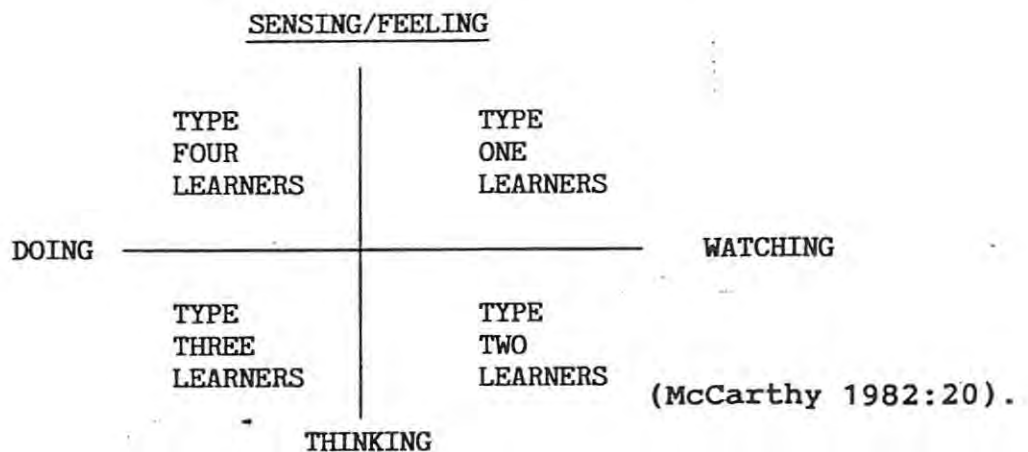 SENSING/FEELING
TYPE
FOUR
LEARNERS
TYPE
ONE
LEARNERS
DOING
WATCHING
TYPE
THREE
LEARNERS
TYPE
TWO
LEARNERS
(McCarthy 1982:20).
THINKING